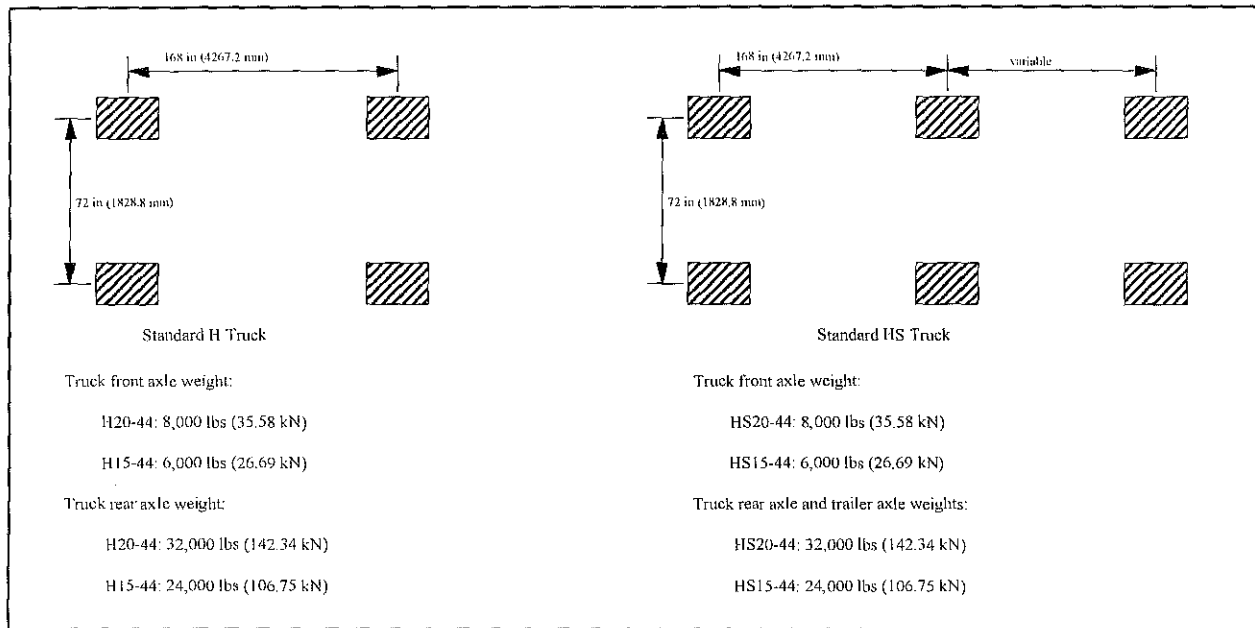 168 in (4267.2 mm)
72 in (1828.8 mm)
Standard H Truck
Truck front axle weight:
H20-44: 8,000 lbs (35.58 kN)
H15-44: 6,000 lbs (26.69 kN)
Truck rear axle weight:
H20-44: 32,000 lbs (142.34 kN)
H15-44: 24,000 lbs (106.75 kN)
168 in (4267.2 mm)
variable
72 in (1828.8 mm)
Standard HS Truck
Truck front axle weight:
HS20-44: 8,000 lbs (35.58 kN)
HS15-44: 6,000 lbs (26.69 kN)
Truck rear axle and trailer axle weights:
HS20-44: 32,000 lbs (142.34 kN)
HS15-44: 24,000 lbs (106.75 kN)